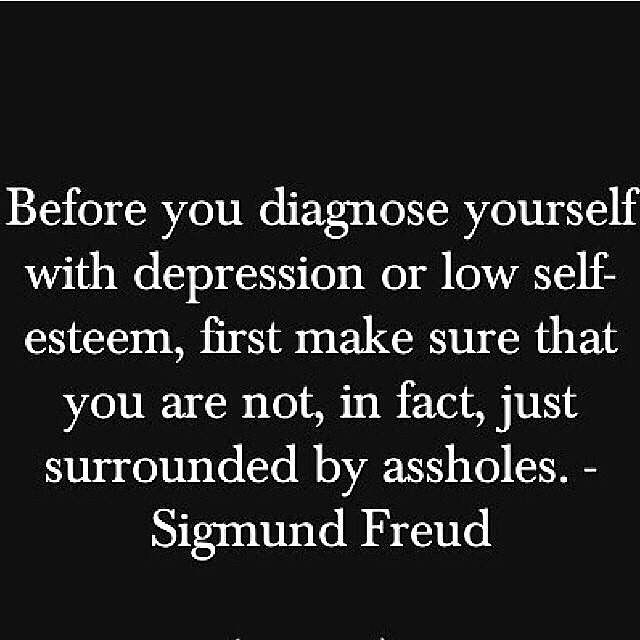 Before you diagnose yourself
with depression or low self-
esteem, first make sure that
you are not, in fact, just
surrounded by assholes. -
Sigmund Freud